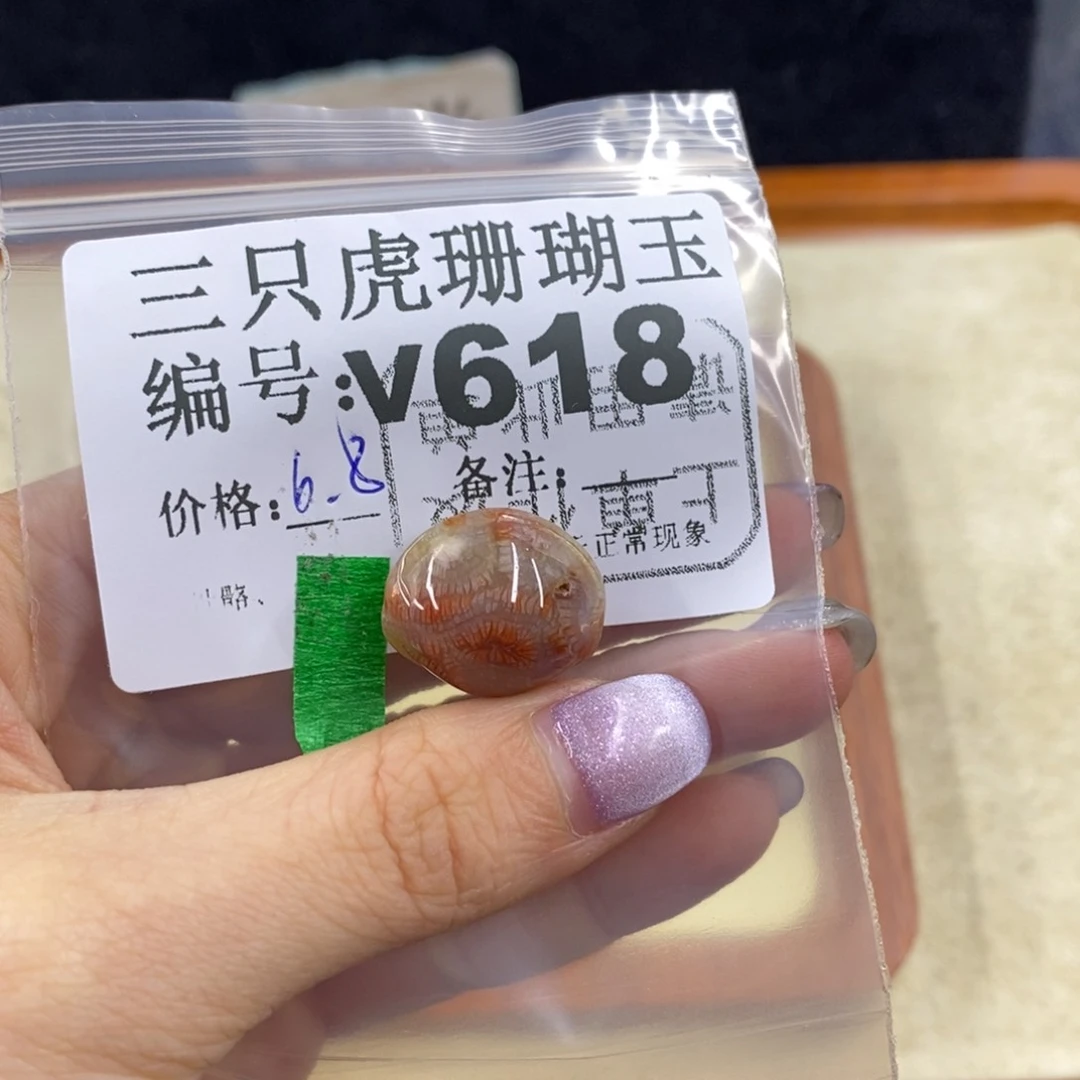 三只虎珊瑚玉
编号:v618
价格:6.8 备注:
正常现象
略、